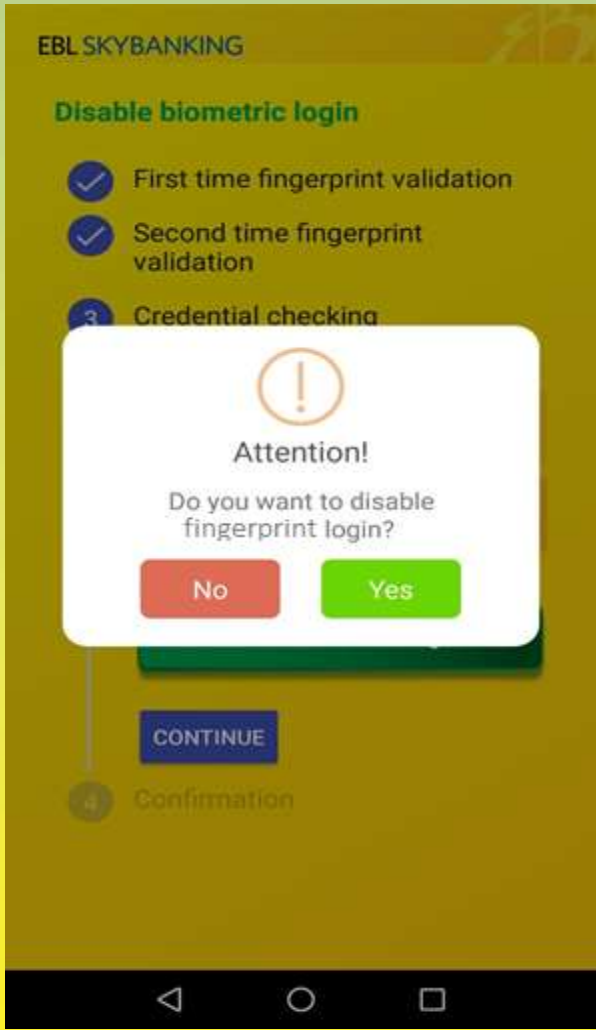 EBL SKYBANKING
Disable biometric login
First time fingerprint validation
Second time fingerprint
validation
3
Credential checking
Attention!
Do you want to disable
fingerprint login?
No
Yes
CONTINUE
4
Confirmation